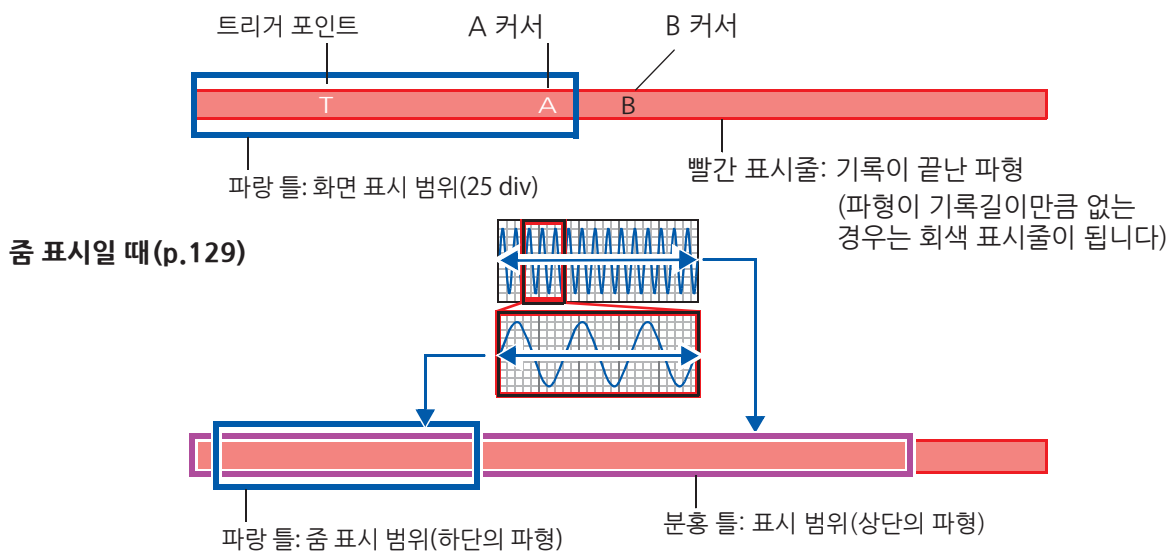 트리거 포인트
A 커서
B 커서
T
A
B
파랑 틀: 화면 표시 범위(25 div)
빨간 표시줄: 기록이 끝난 파형
(파형이 기록길이만큼 없는
경우는 회색 표시줄이 됩니다)
줌 표시일 때(p.129)
파랑 틀: 줌 표시 범위(하단의 파형)
분홍 틀: 표시 범위(상단의 파형)